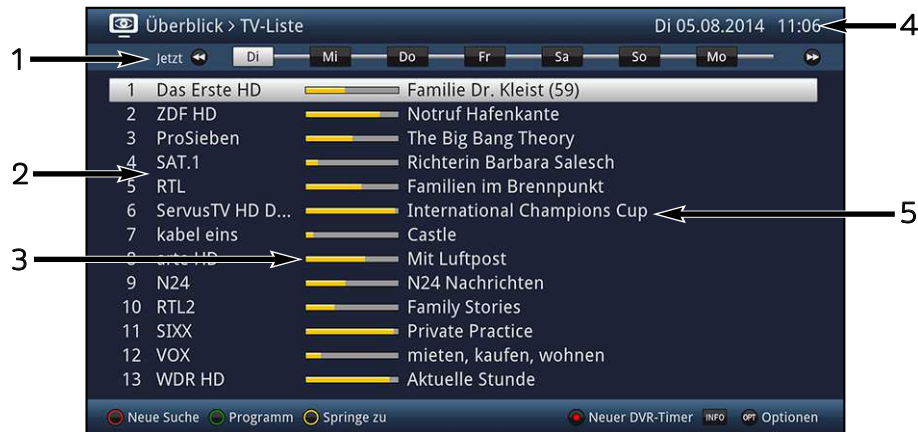 Überblick > TV-Liste Di 05.08.2014 11:06 4
1 Jetzt Di Mi Do Fr Sa So Mo
1 Das Erste HD Familie Dr. Kleist (59)
2 ZDF HD Notruf Hafenkante
3 ProSieben The Big Bang Theory
4 SAT.1 Richterin Barbara Salesch
2
5 RTL Familien im Brennpunkt
6 ServusTV HD D... International Champions Cup 5
7 kabel eins Castle
3 8 arte HD Mit Luftpost
9 N24 N24 Nachrichten
10 RTL2 Family Stories
11 SIXX Private Practice
12 VOX mieten, kaufen, wohnen
13 WDR HD Aktuelle Stunde
Neue Suche Programm Springe zu Neuer DVR-Timer INFO OPT Optionen